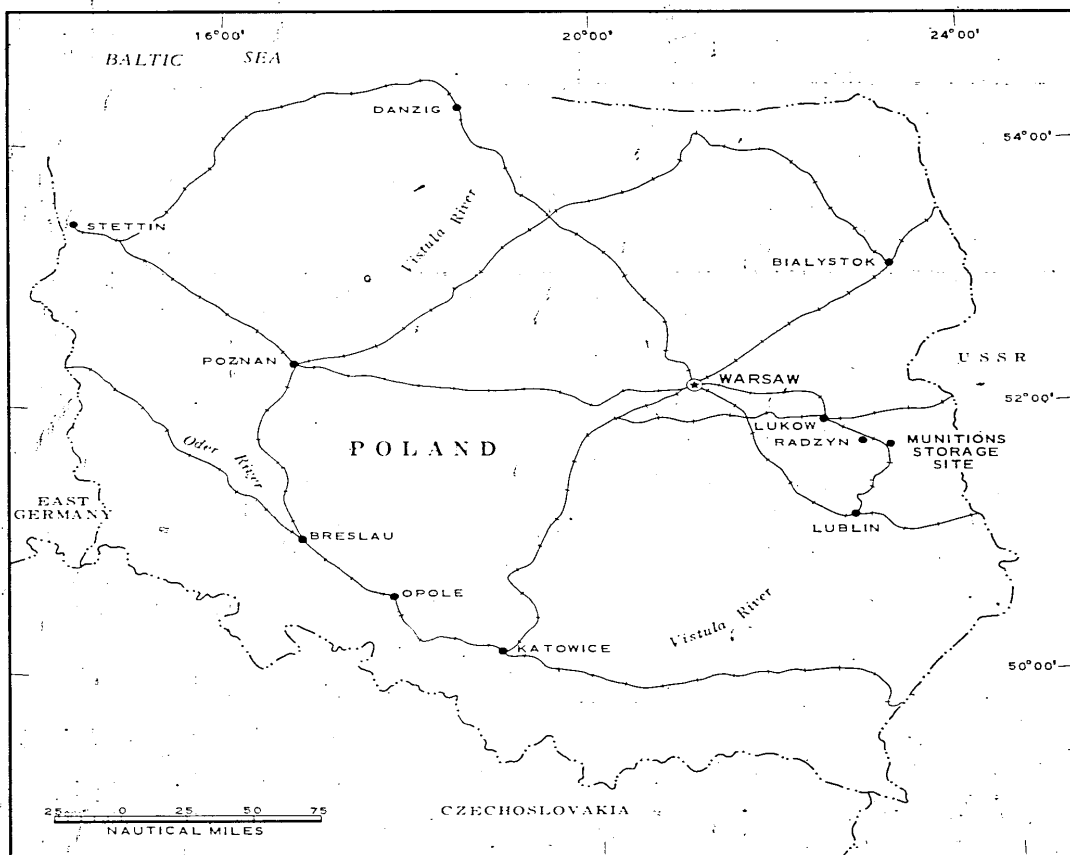 16°00'
20°00'
24°00'
BALTIC SEA
DANZIG
54°00'
Vistula River
STETTIN
BIALYSTOK
POZNAN
USSR
WARSAW
52°00'
LUKOW
RADZYN
MUNITIONS
STORAGE
SITE
POLAND
Oder River
EAST
GERMANY
LUBLIN
BRESLAU
OPOLE
Vistula River
KATOWICE
50°00'
25 0 25 50 75
NAUTICAL MILES
CZECHOSLOVAKIA